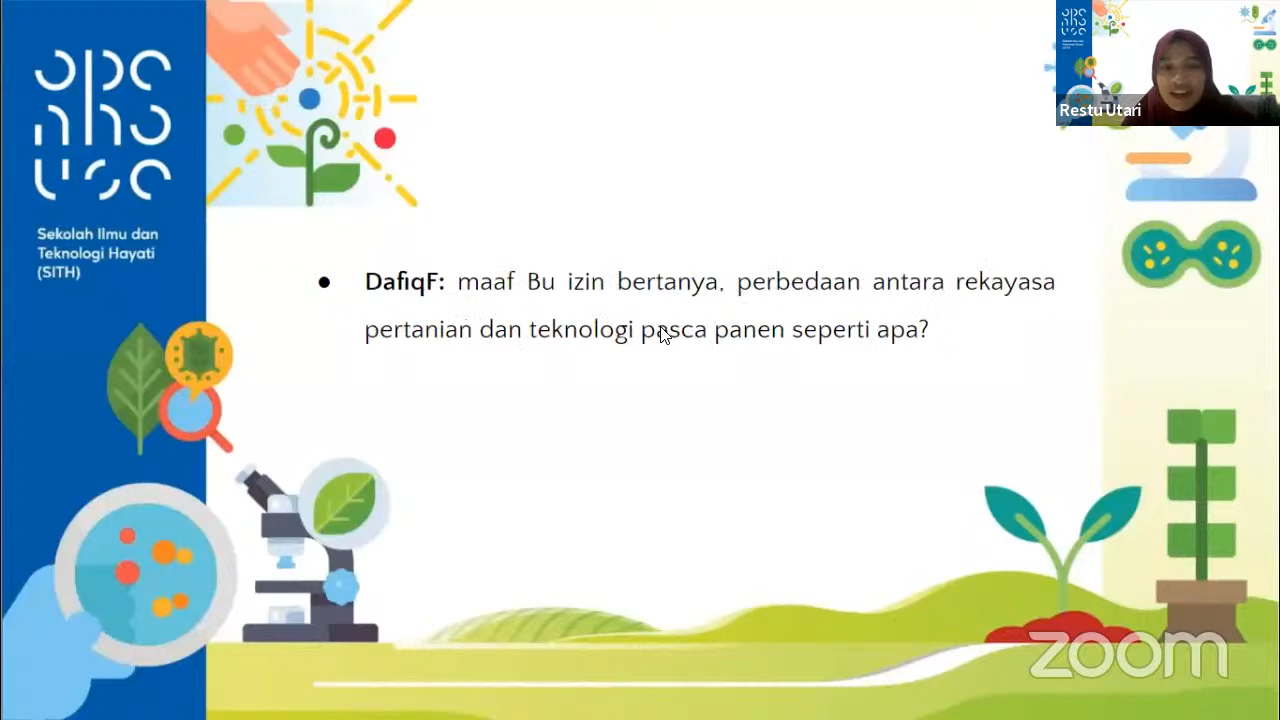 openhouse
Sekolah Ilmu dan
Teknologi Hayati
(SITH)
Restu Utari
● DafiqF: maaf Bu izin bertanya, perbedaan antara rekayasa
pertanian dan teknologi pasca panen seperti apa?
zoom